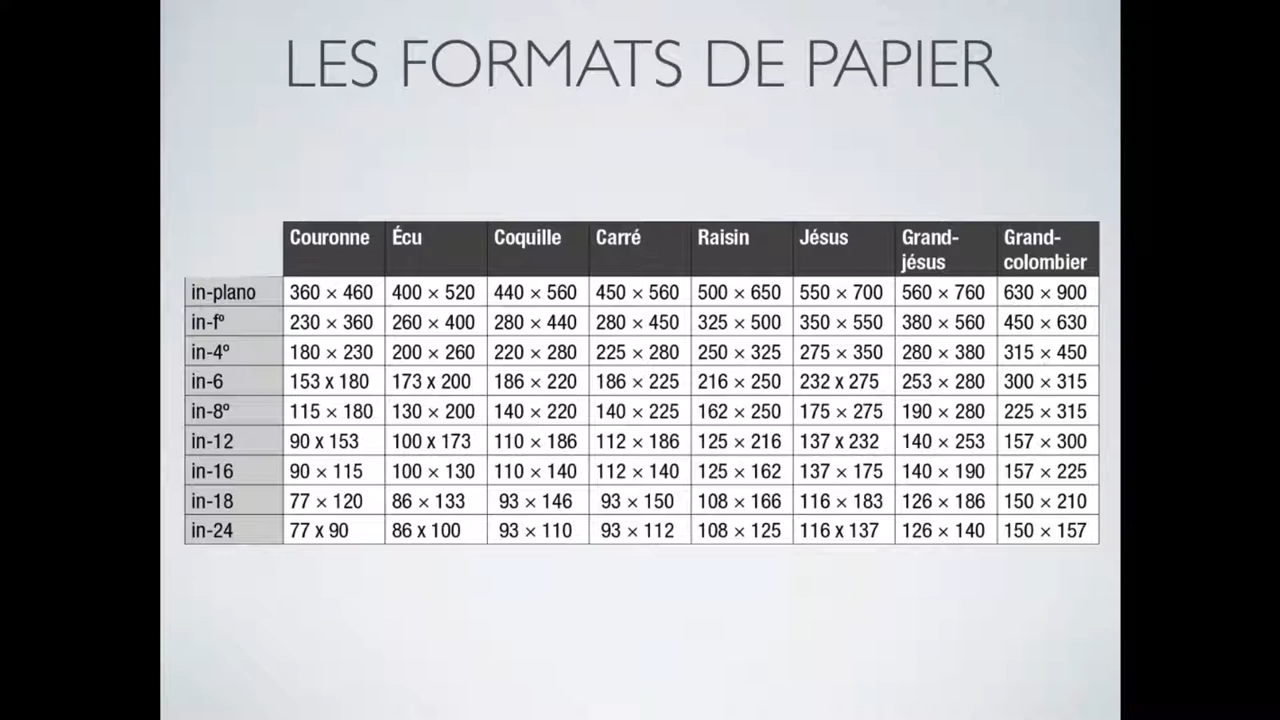 LES FORMATS DE PAPIER
Couronne Écu Coquille Carré Raisin Jésus Grand-jésus Grand-colombier
in-plano 360 × 460 400 × 520 440 × 560 450 × 560 500 × 650 550 × 700 560 × 760 630 × 900
in-fº 230 × 360 260 × 400 280 × 440 280 × 450 325 × 500 350 × 550 380 × 560 450 × 630
in-4º 180 × 230 200 × 260 220 × 280 225 × 280 250 × 325 275 × 350 280 × 380 315 × 450
in-6 153 x 180 173 x 200 186 × 220 186 × 225 216 × 250 232 x 275 253 × 280 300 × 315
in-8º 115 × 180 130 × 200 140 × 220 140 × 225 162 × 250 175 × 275 190 × 280 225 × 315
in-12 90 x 153 100 x 173 110 × 186 112 × 186 125 × 216 137 x 232 140 × 253 157 × 300
in-16 90 × 115 100 × 130 110 × 140 112 × 140 125 × 162 137 × 175 140 × 190 157 × 225
in-18 77 × 120 86 × 133 93 × 146 93 × 150 108 × 166 116 × 183 126 × 186 150 × 210
in-24 77 x 90 86 x 100 93 × 110 93 × 112 108 × 125 116 x 137 126 × 140 150 × 157